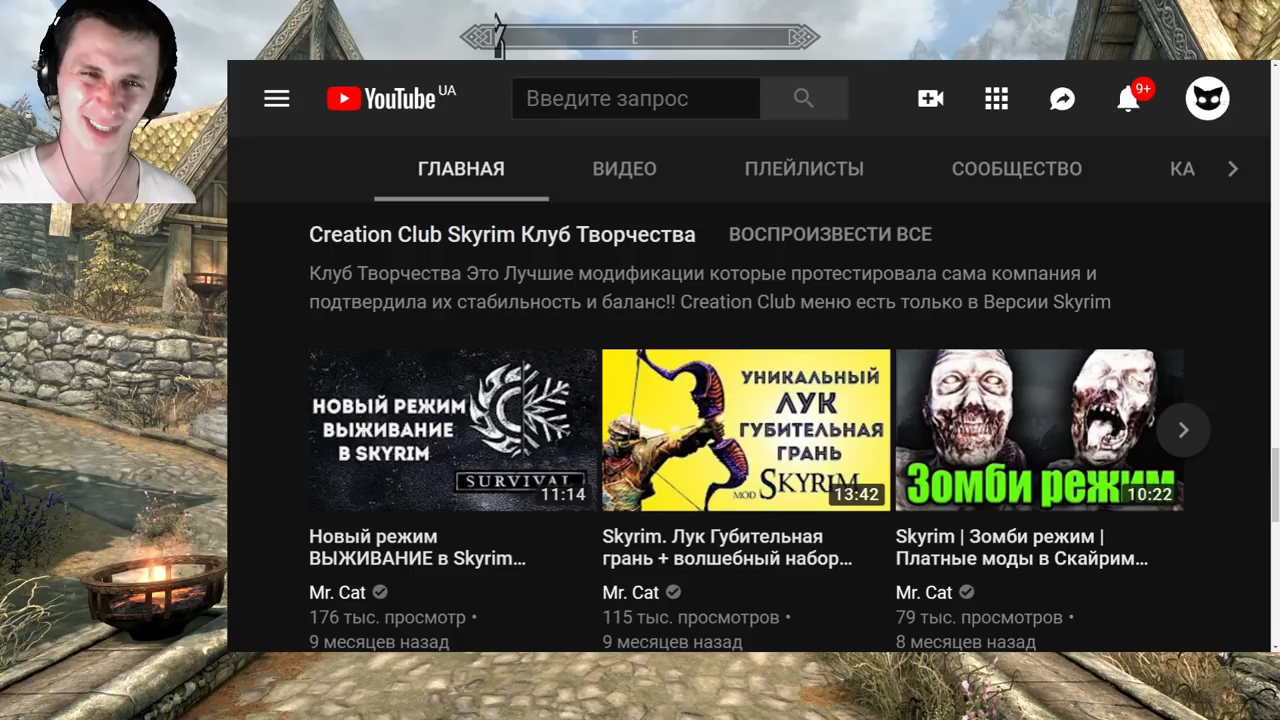 E
YouTube UA
Введите запрос
9+
ГЛАВНАЯ ВИДЕО ПЛЕЙЛИСТЫ СООБЩЕСТВО КА
Creation Club Skyrim Клуб Творчества ВОСПРОИЗВЕСТИ ВСЕ
Клуб Творчества Это Лучшие модификации которые протестировала сама компания и
подтвердила их стабильность и баланс!! Creation Club меню есть только в Версии Skyrim
НОВЫЙ РЕЖИМ
ВЫЖИВАНИЕ
В SKYRIM
SURVIVAL
11:14
УНИКАЛЬНЫЙ
ЛУК
ГУБИТЕЛЬНАЯ
ГРАНЬ
MOD SKYRIM
13:42
Зомби режим
10:22
Новый режим
ВЫЖИВАНИЕ в Skyrim...
Mr. Cat
176 тыс. просмотр •
9 месяцев назад
Skyrim. Лук Губительная
грань + волшебный набор...
Mr. Cat
115 тыс. просмотров •
9 месяцев назад
Skyrim | Зомби режим |
Платные моды в Скайрим...
Mr. Cat
79 тыс. просмотров •
8 месяцев назад